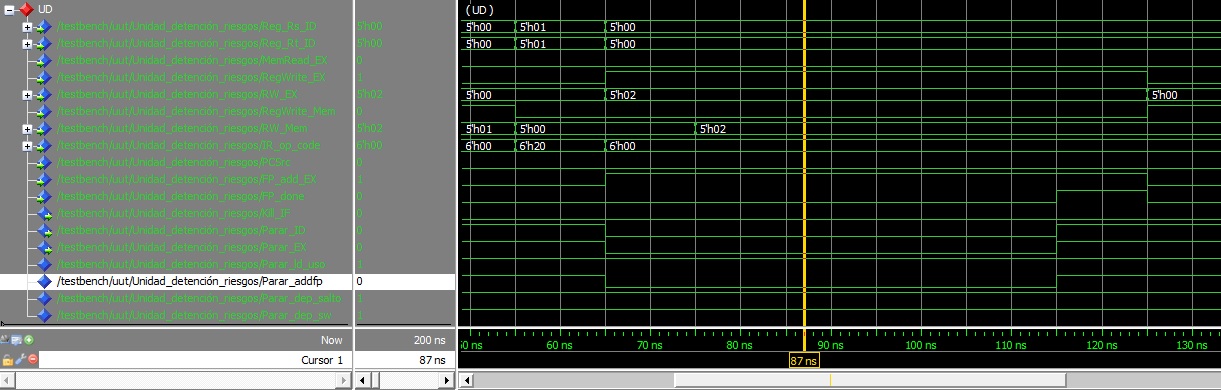 UD (UD)
/testbench/uut/Unidad_detención_riesgos/Reg_Rs_ID 5'h00 5'h00 5'h01 5'h00
/testbench/uut/Unidad_detención_riesgos/Reg_Rt_ID 5'h00 5'h00 5'h01 5'h00
/testbench/uut/Unidad_detención_riesgos/MemRead_EX 0
/testbench/uut/Unidad_detención_riesgos/RegWrite_EX 1
/testbench/uut/Unidad_detención_riesgos/RW_EX 5'h02 5'h00 5'h02 5'h00
/testbench/uut/Unidad_detención_riesgos/RegWrite_Mem 0
/testbench/uut/Unidad_detención_riesgos/RW_Mem 5'h02 5'h01 5'h00 5'h02
/testbench/uut/Unidad_detención_riesgos/IR_op_code 6'h00 6'h00 6'h20 6'h00
/testbench/uut/Unidad_detención_riesgos/PCSrc 0
/testbench/uut/Unidad_detención_riesgos/FP_add_EX 1
/testbench/uut/Unidad_detención_riesgos/FP_done 0
/testbench/uut/Unidad_detención_riesgos/Kill_IF 0
/testbench/uut/Unidad_detención_riesgos/Parar_ID 0
/testbench/uut/Unidad_detención_riesgos/Parar_EX 0
/testbench/uut/Unidad_detención_riesgos/Parar_ld_uso 1
/testbench/uut/Unidad_detención_riesgos/Parar_addfp 0
/testbench/uut/Unidad_detención_riesgos/Parar_dep_salto 1
/testbench/uut/Unidad_detención_riesgos/Parar_dep_sw 1
Now 200 ns 60 ns 70 ns 80 ns 90 ns 100 ns 110 ns 120 ns 130 ns
Cursor 1 87 ns 87 ns